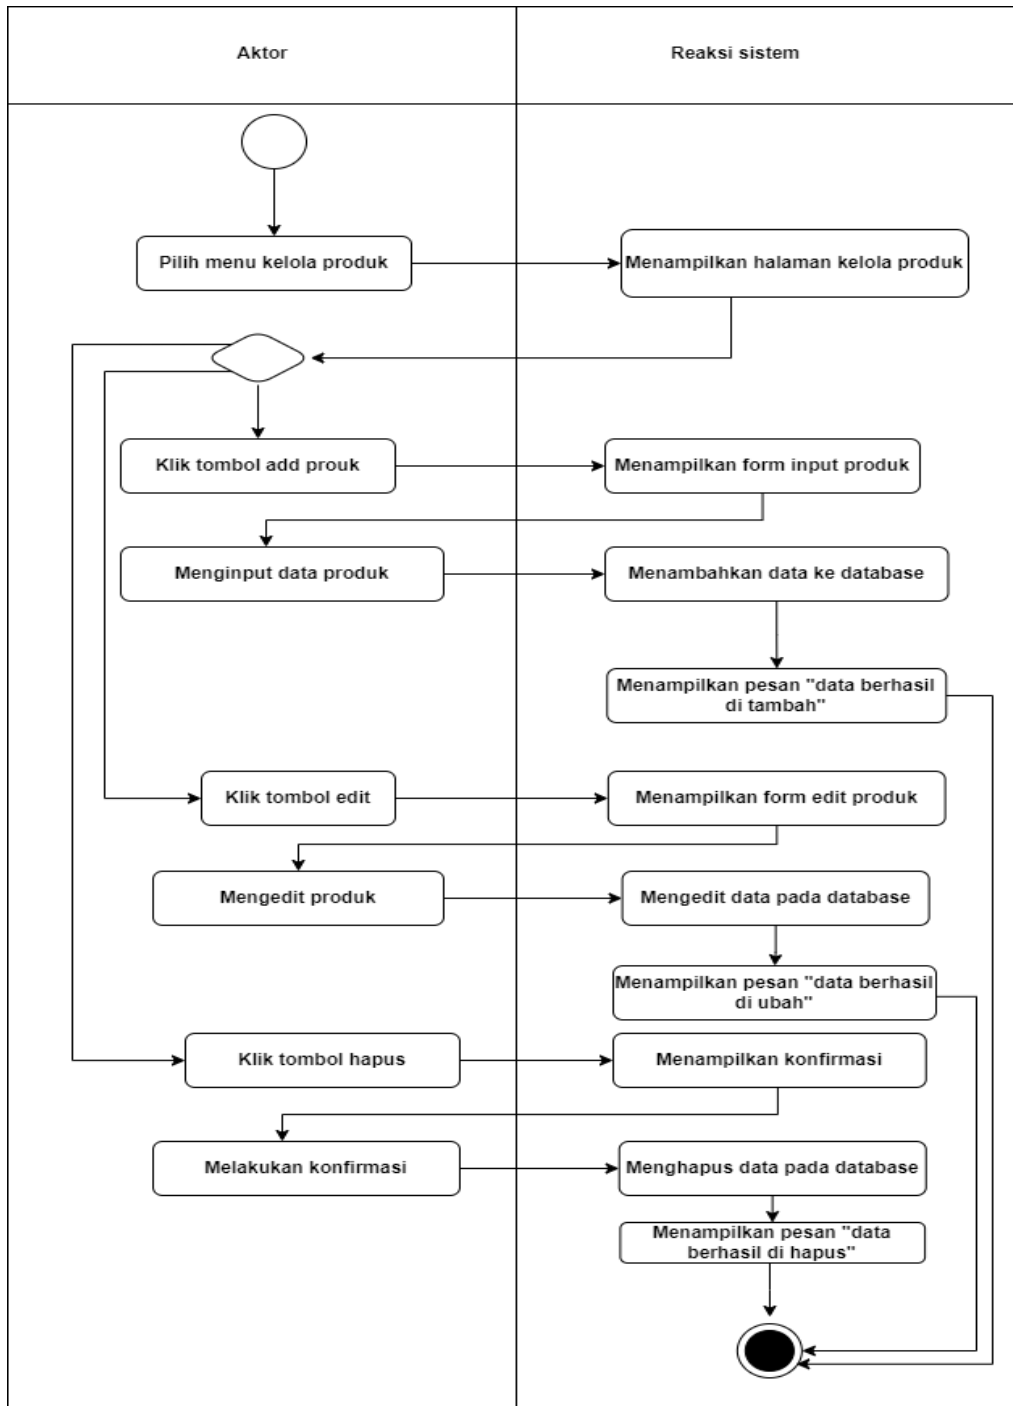 Aktor
Reaksi sistem
Pilih menu kelola produk
Menampilkan halaman kelola produk
Klik tombol add prouk
Menampilkan form input produk
Menginput data produk
Menambahkan data ke database
Menampilkan pesan "data berhasil
di tambah"
Klik tombol edit
Menampilkan form edit produk
Mengedit produk
Mengedit data pada database
Menampilkan pesan "data berhasil
di ubah"
Klik tombol hapus
Menampilkan konfirmasi
Melakukan konfirmasi
Menghapus data pada database
Menampilkan pesan "data
berhasil di hapus"